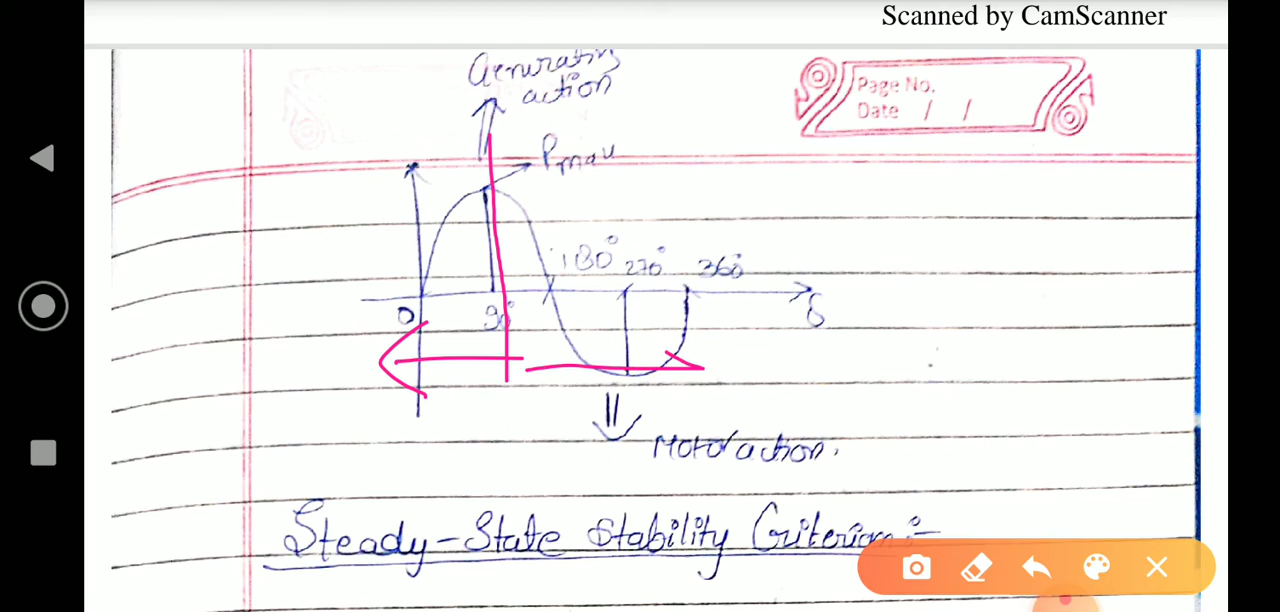 Scanned by CamScanner
Generating
action
Page No.
Date / /
Pmax
180° 270° 360°
0 90° δ
Motor action.
Steady-State Stability Criterion:-